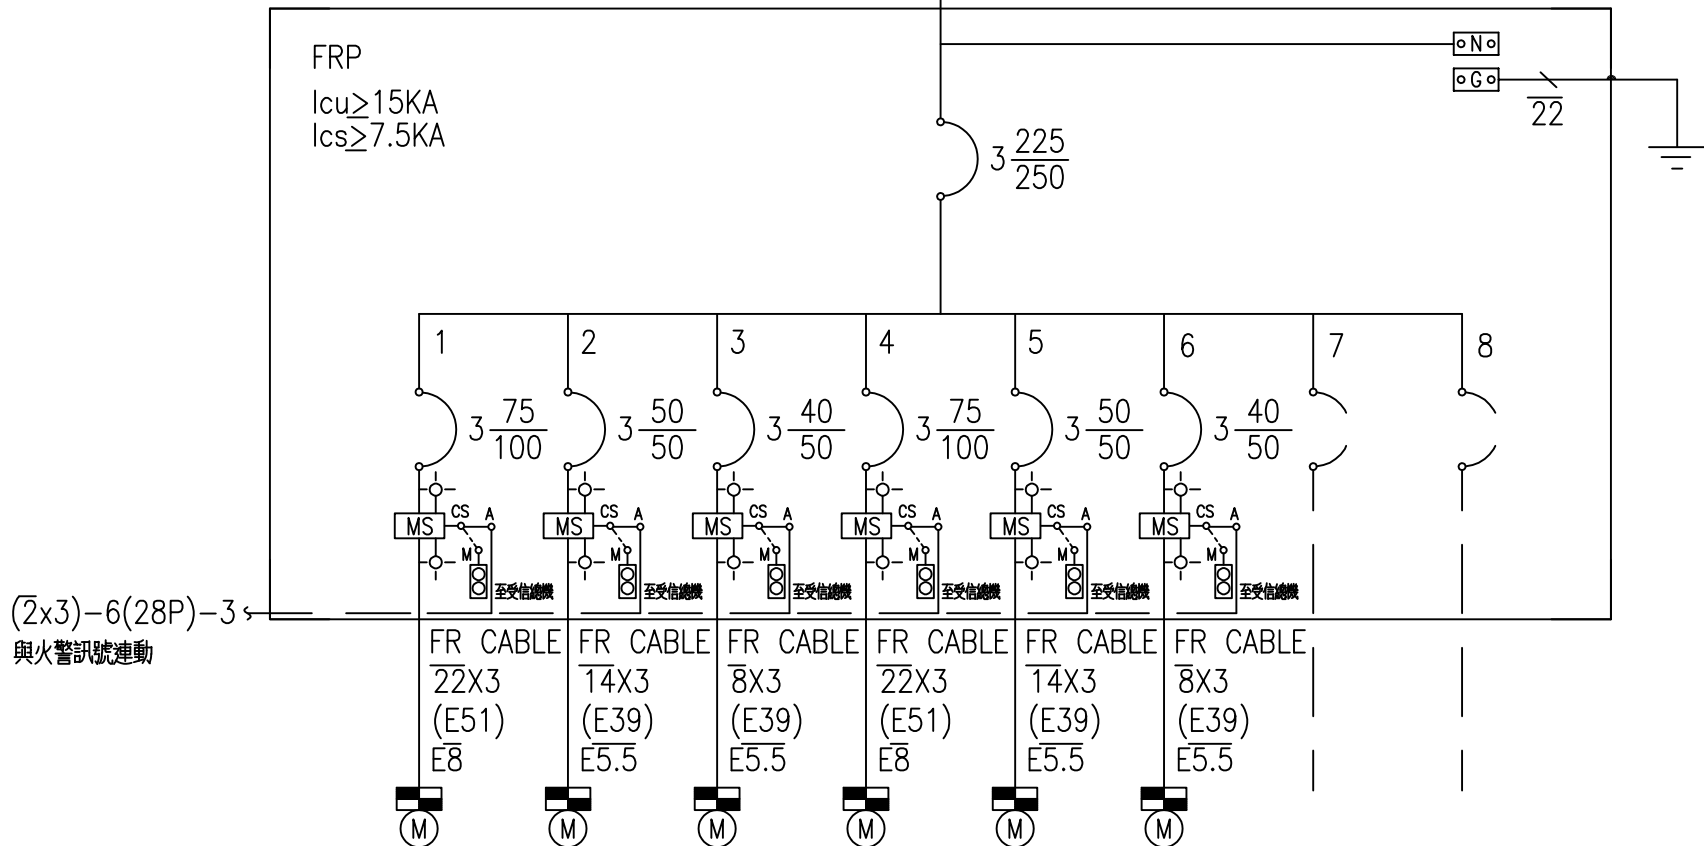 FRP
Icu≥15KA
Ics≥7.5KA
N
G
22
3 225/250
1
2
3
4
5
6
7
8
3 75/100
3 50/50
3 40/50
3 75/100
3 50/50
3 40/50
MS CS A
MS CS A
MS CS A
MS CS A
MS CS A
MS CS A
M
M
M
M
M
M
至受信總機
至受信總機
至受信總機
至受信總機
至受信總機
至受信總機
(2x3)-6(28P)-3
與火警訊號連動
FR CABLE
22X3
(E51)
E8
FR CABLE
14X3
(E39)
E5.5
FR CABLE
8X3
(E39)
E5.5
FR CABLE
22X3
(E51)
E8
FR CABLE
14X3
(E39)
E5.5
FR CABLE
8X3
(E39)
E5.5
M
M
M
M
M
M